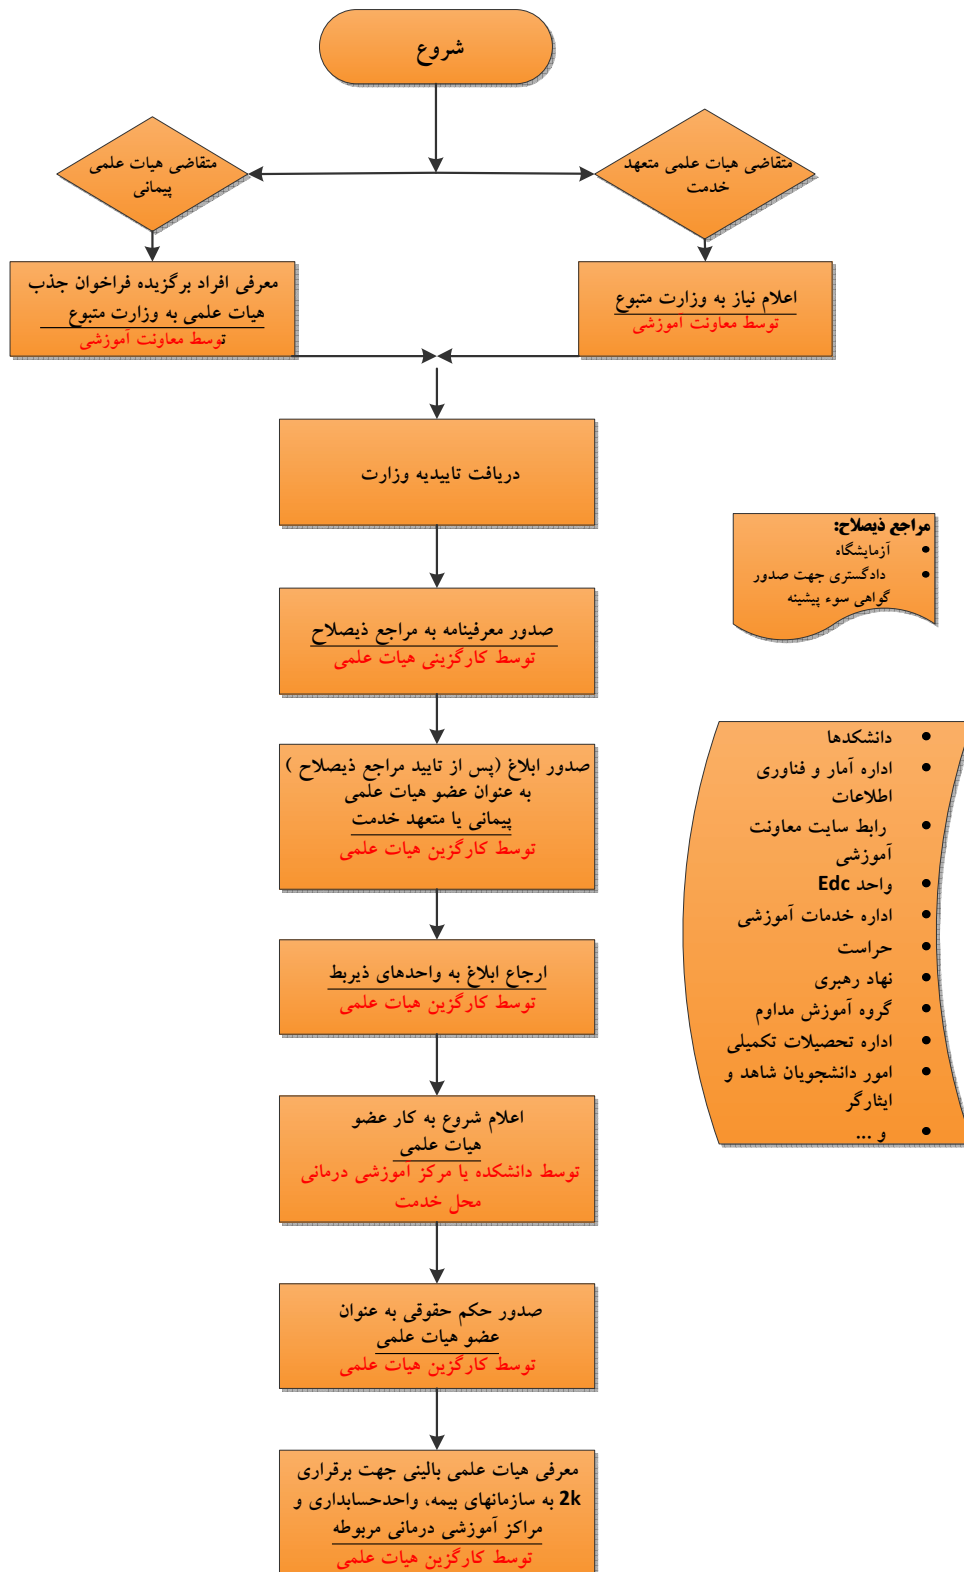 شروع
متقاضی هیات علمی متعهد
خدمت
متقاضی هیات علمی
پیمانی
اعلام نیاز به وزارت متبوع
توسط معاونت آموزشی
معرفی افراد برگزیده فراخوان جذب
هیات علمی به وزارت متبوع
توسط معاونت آموزشی
دریافت تاییدیه وزارت
مراجع ذیصلاح:
• آزمایشگاه
• دادگستری جهت صدور
گواهی سوء پیشینه
صدور معرفینامه به مراجع ذیصلاح
توسط کارگزینی هیات علمی
صدور ابلاغ (پس از تایید مراجع ذیصلاح )
به عنوان عضو هیات علمی
پیمانی یا متعهد خدمت
توسط کارگزین هیات علمی
• دانشکدها
• اداره آمار و فناوری
اطلاعات
• رابط سایت معاونت
آموزشی
• واحد Edc
• اداره خدمات آموزشی
• حراست
• نهاد رهبری
• گروه آموزش مداوم
• اداره تحصیلات تکمیلی
• امور دانشجویان شاهد و
ایثارگر
• و ...
ارجاع ابلاغ به واحدهای ذیربط
توسط کارگزین هیات علمی
اعلام شروع به کار عضو
هیات علمی
توسط دانشکده یا مرکز آموزشی درمانی
محل خدمت
صدور حکم حقوقی به عنوان
عضو هیات علمی
توسط کارگزین هیات علمی
معرفی هیات علمی بالینی جهت برقراری
2k به سازمانهای بیمه، واحدحسابداری و
مراکز آموزشی درمانی مربوطه
توسط کارگزین هیات علمی